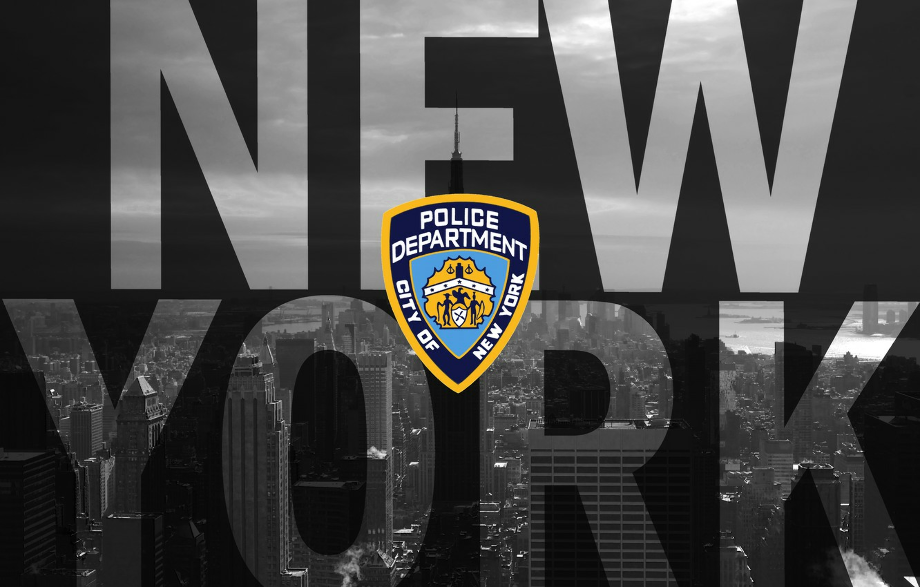 NEW
YORK
POLICE
DEPARTMENT
CITY OF
NEW YORK